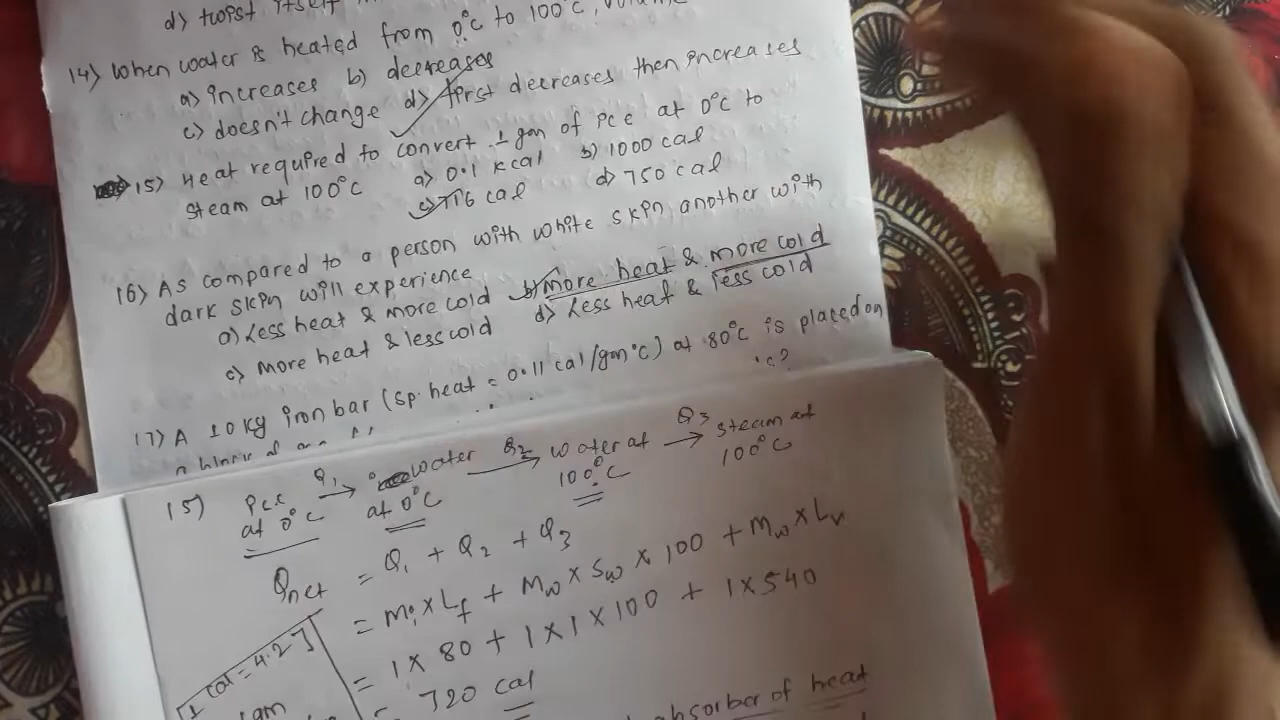 d) twist itself
14) When water is heated from 0°c to 100°c, volume
a) increases b) decreases
c) doesn't change d) first decreases then increases
15) Heat required to convert 1 gm of ice at 0°c to
steam at 100°c a) 0.1 kcal b) 1000 cal
c) 716 cal d) 750 cal
16) As compared to a person with white skin another with
dark skin will experience
a) Less heat & more cold b) more heat & more cold
c) more heat & less cold d) Less heat & less cold
17) A 10 kg iron bar (sp. heat = 0.11 cal/gm°c) at 80°c is placed on
a block of
°c?
15) Ice at 0°c Q₁ → water at 0°c Q₂ → water at 100°c Q₃ → steam at 100°c
Qnet = Q₁ + Q₂ + Q₃
= Mi × Lf + Mw × Sw × 100 + Mw × Lv
= 1 × 80 + 1 × 1 × 100 + 1 × 540
= 720 cal
1 cal = 4.2 J
absorber of heat